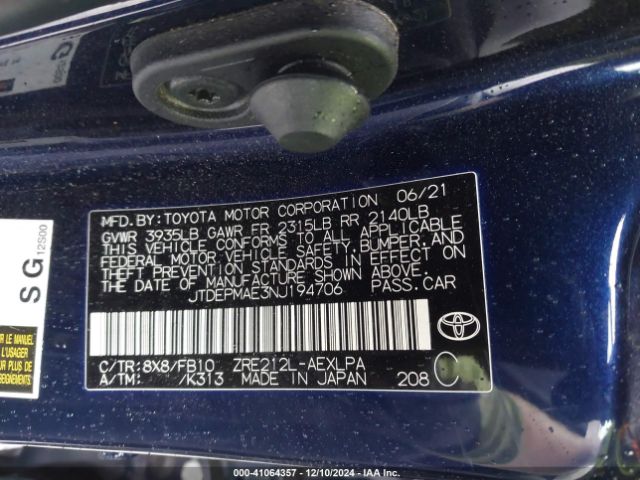 MFD. BY: TOYOTA MOTOR CORPORATION 06/21
GVWR 3935LB GAWR FR 2315LB RR 2140LB
THIS VEHICLE CONFORMS TO ALL APPLICABLE
FEDERAL MOTOR VEHICLE SAFETY, BUMPER, AND
THEFT PREVENTION STANDARDS IN EFFECT ON
THE DATE OF MANUFACTURE SHOWN ABOVE.
JTDEPMAE3NJ194706 PASS.CAR
C/TR: 8X8/FB10 ZRE212L-AEXLPA
A/TM: /K313 MADE IN JAPAN 208 C
TOYOTA
SG 12S00
000-41064357 - 12/10/2024 - IAA Inc.